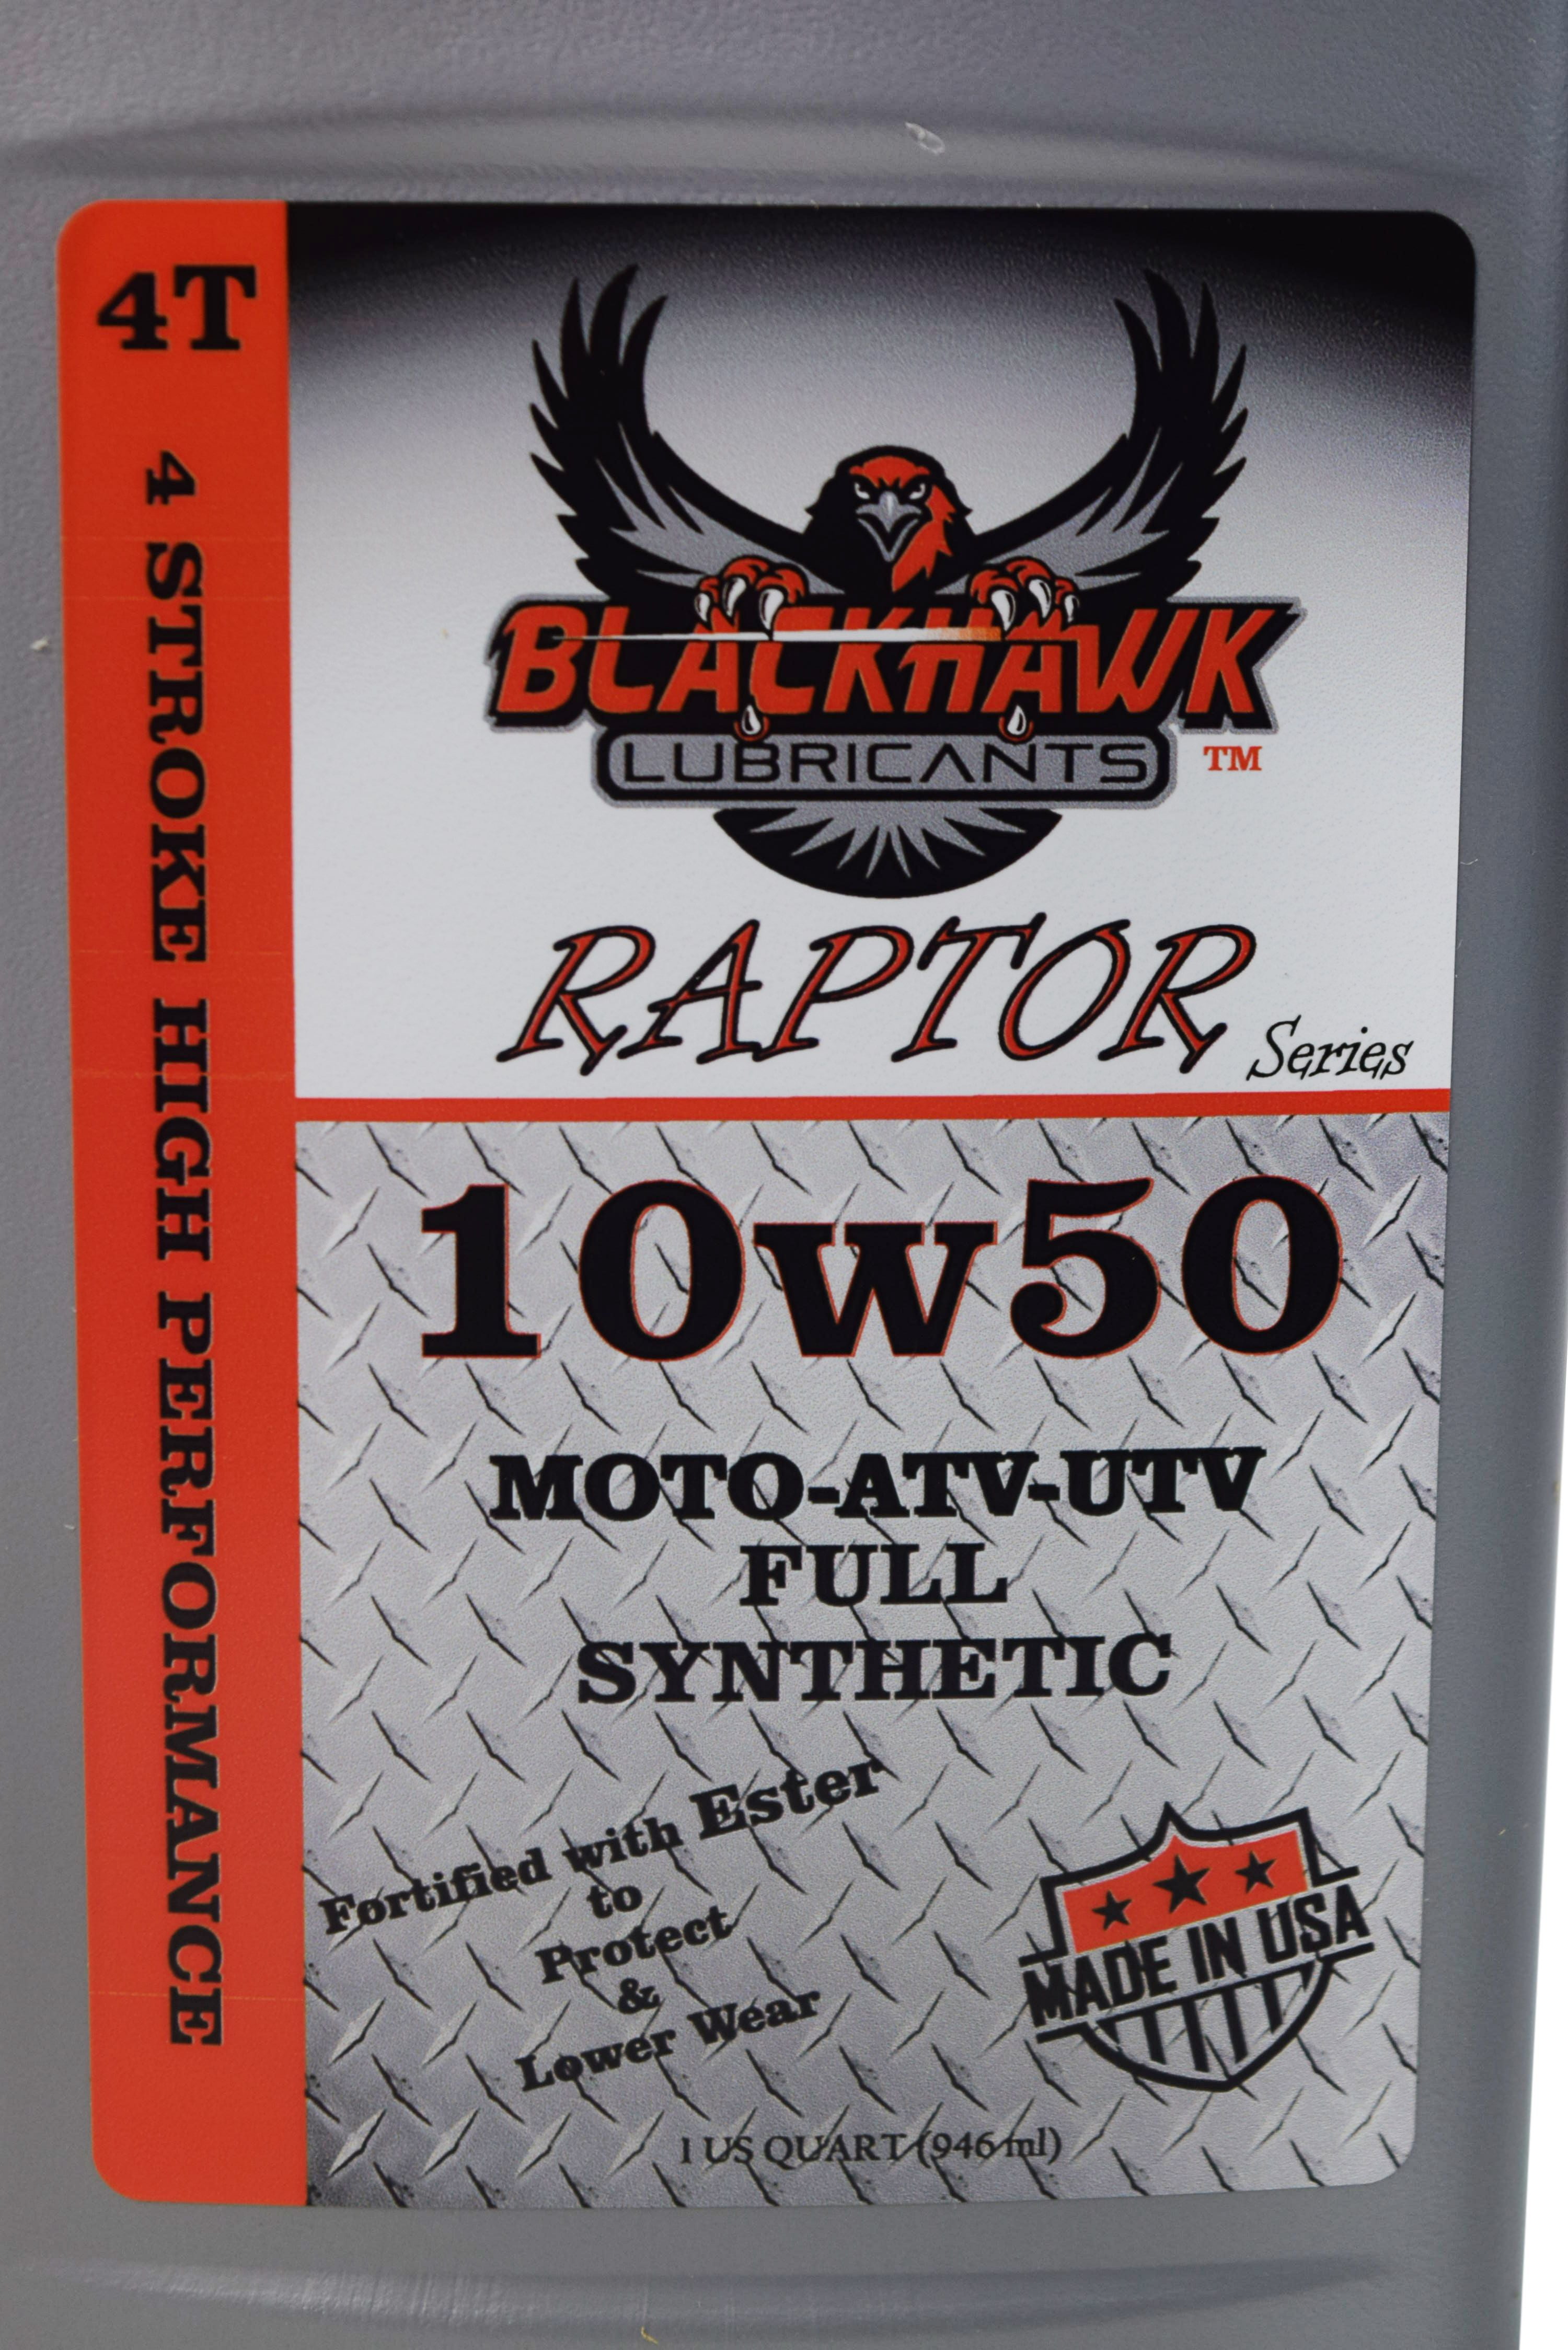 4T
4 STROKE HIGH PERFORMANCE
BLACKHAWK
LUBRICANTS
TM
RAPTOR
Series
10w50
MOTO-ATV-UTV
FULL
SYNTHETIC
Fortified with Ester
to
Protect
&
Lower Wear
MADE IN USA
1 US QUART (946 ml)